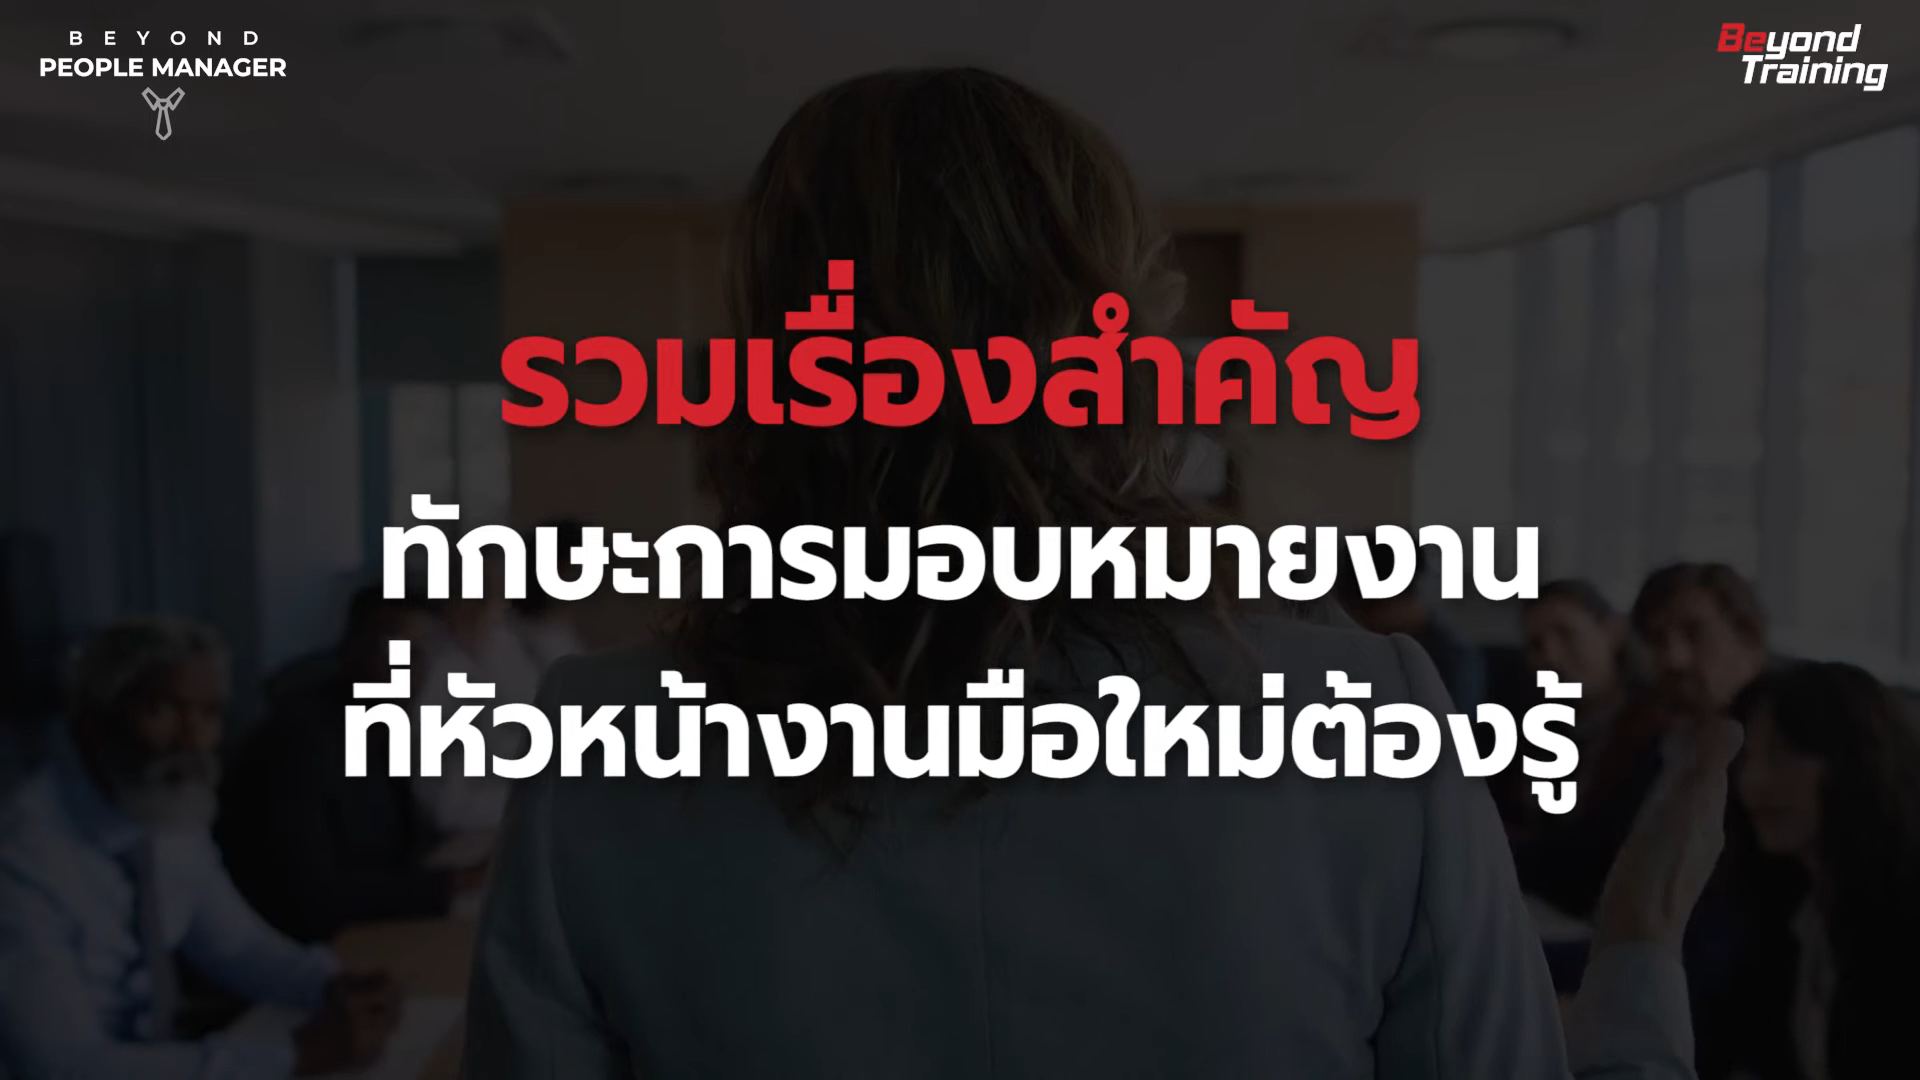 BEYOND
PEOPLE MANAGER
Beyond
Training
รวมเรื่องสำคัญ
ทักษะการมอบหมายงาน
ที่หัวหน้างานมือใหม่ต้องรู้